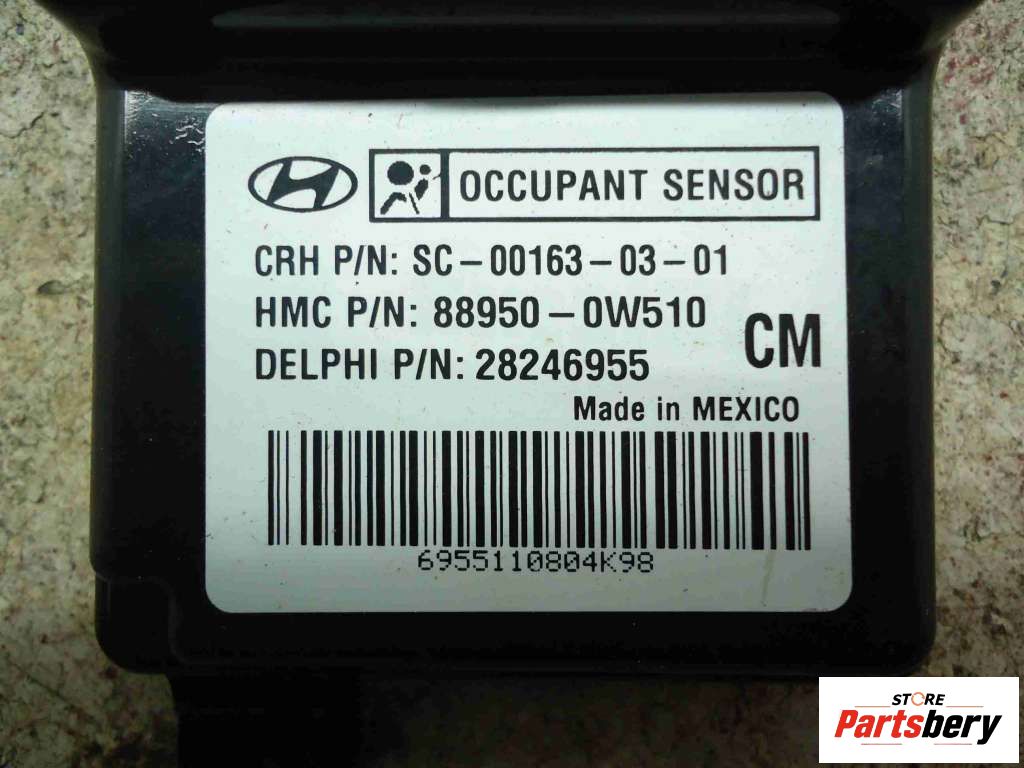 OCCUPANT SENSOR
CRH P/N: SC-00163-03-01
HMC P/N: 88950-0W510
DELPHI P/N: 28246955
CM
Made in MEXICO
6955110804K98
STORE
Partsbery